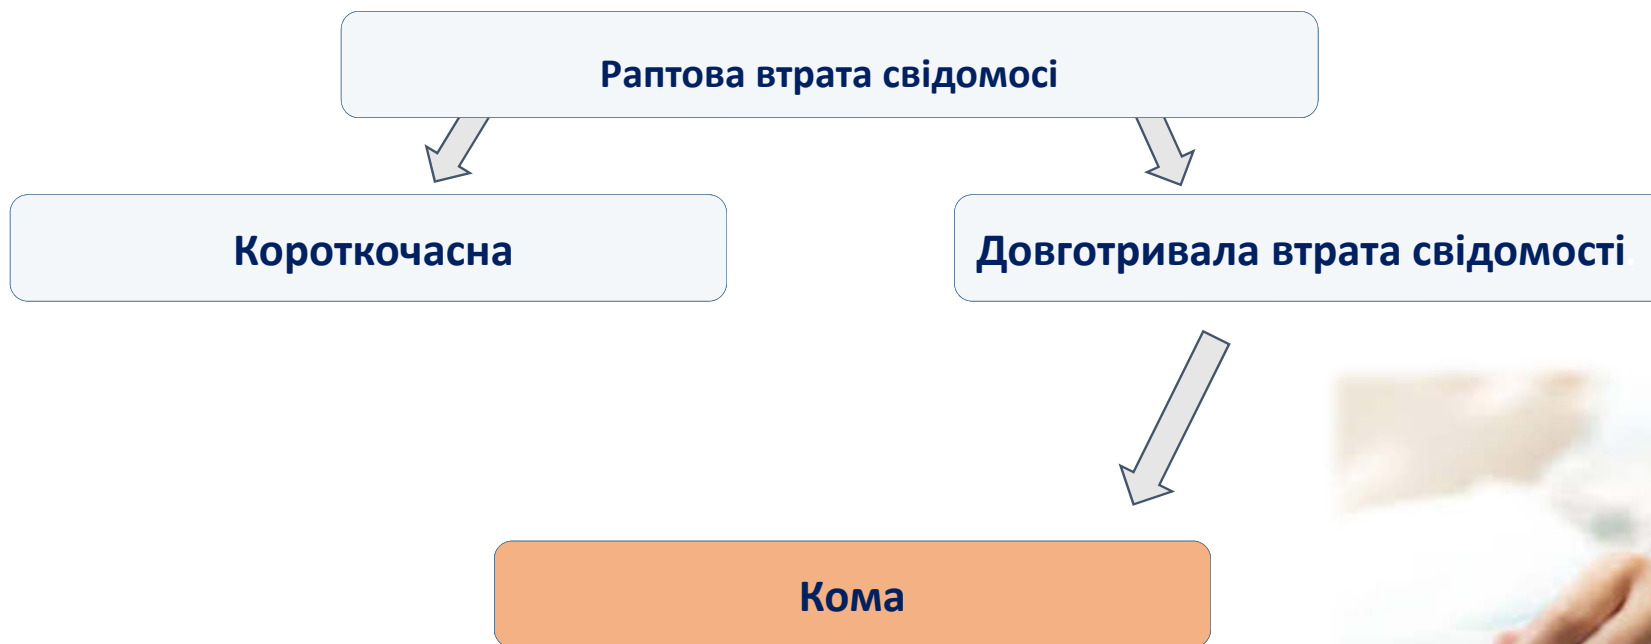 Раптова втрата свідомосі
Короткочасна
Довготривала втрата свідомості.
Кома